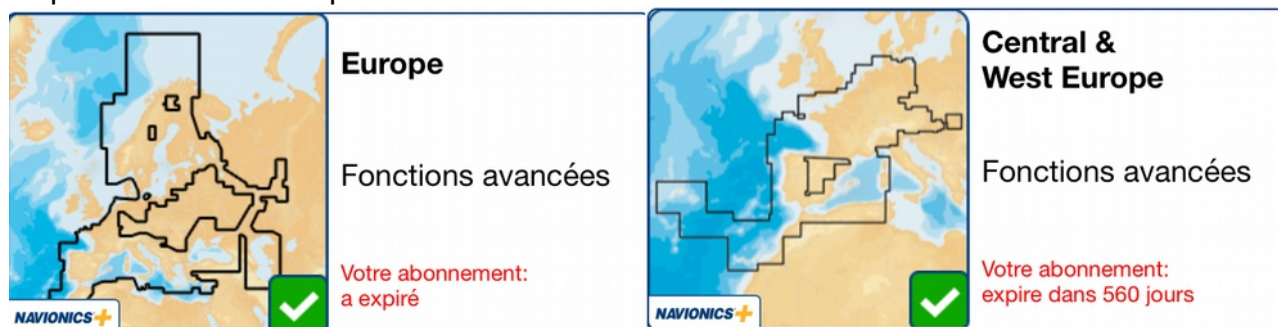 Europe
Fonctions avancées
Votre abonnement:
a expiré
NAVIONICS+
Central &
West Europe
Fonctions avancées
Votre abonnement:
expire dans 560 jours
NAVIONICS+